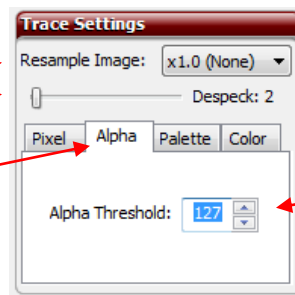 Trace Settings
Resample Image: x1.0 (None)
Despeck: 2
Pixel Alpha Palette Color
Alpha Threshold: 127